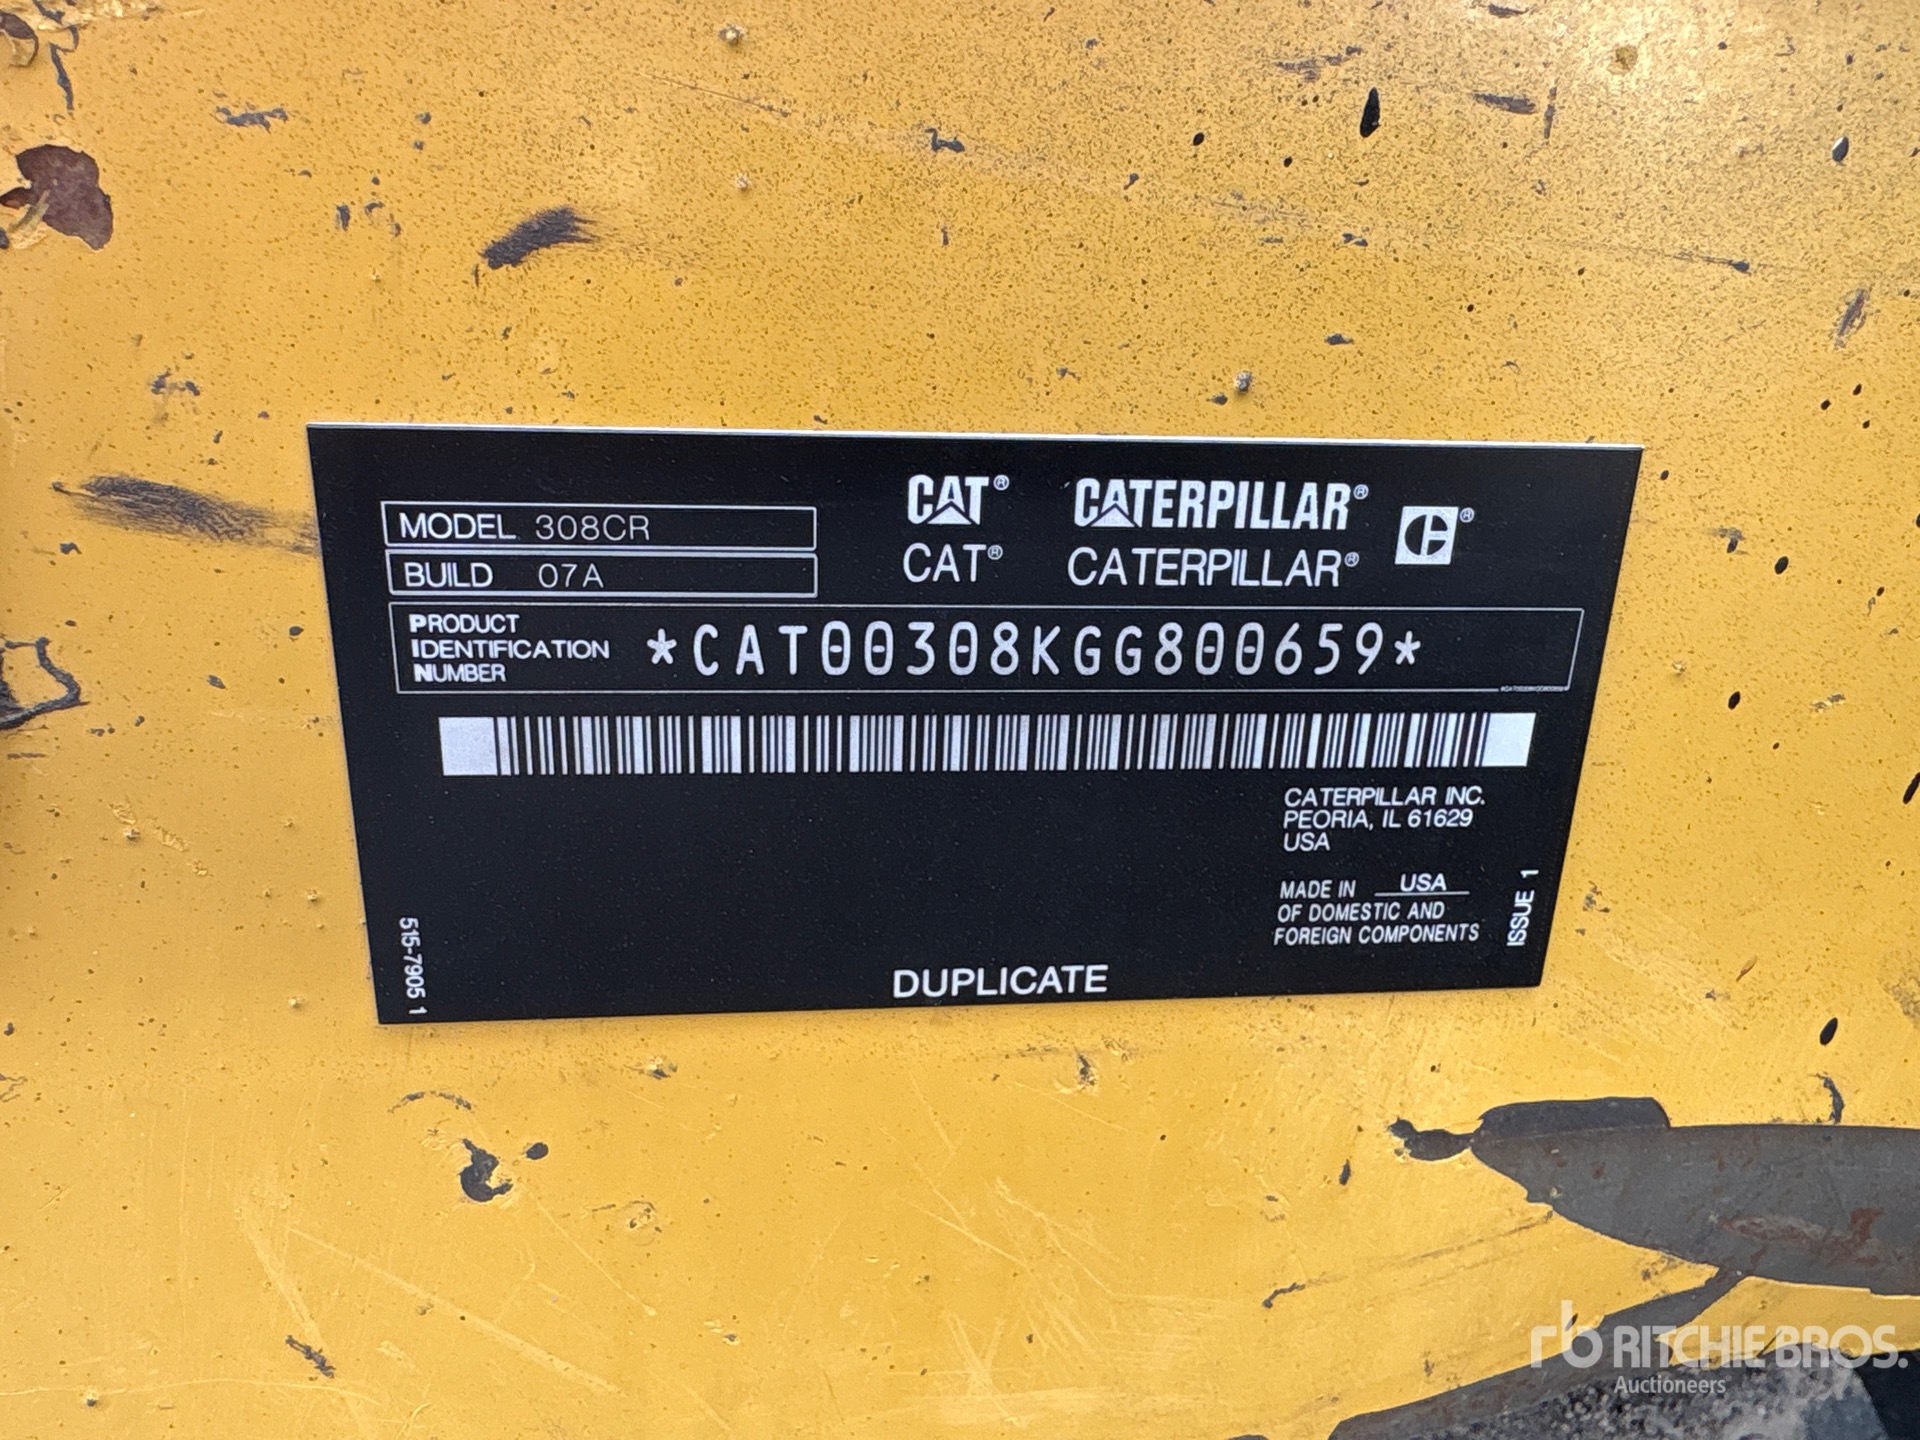 MODEL 308CR
BUILD 07A
CAT® CATERPILLAR® ®
CAT® CATERPILLAR®
PRODUCT
IDENTIFICATION
NUMBER
*CAT00308KGG800659*
CATERPILLAR INC.
PEORIA, IL 61629
USA
MADE IN USA
OF DOMESTIC AND
FOREIGN COMPONENTS
ISSUE 1
515-7905 1
DUPLICATE
rb RITCHIE BROS.
Auctioneers